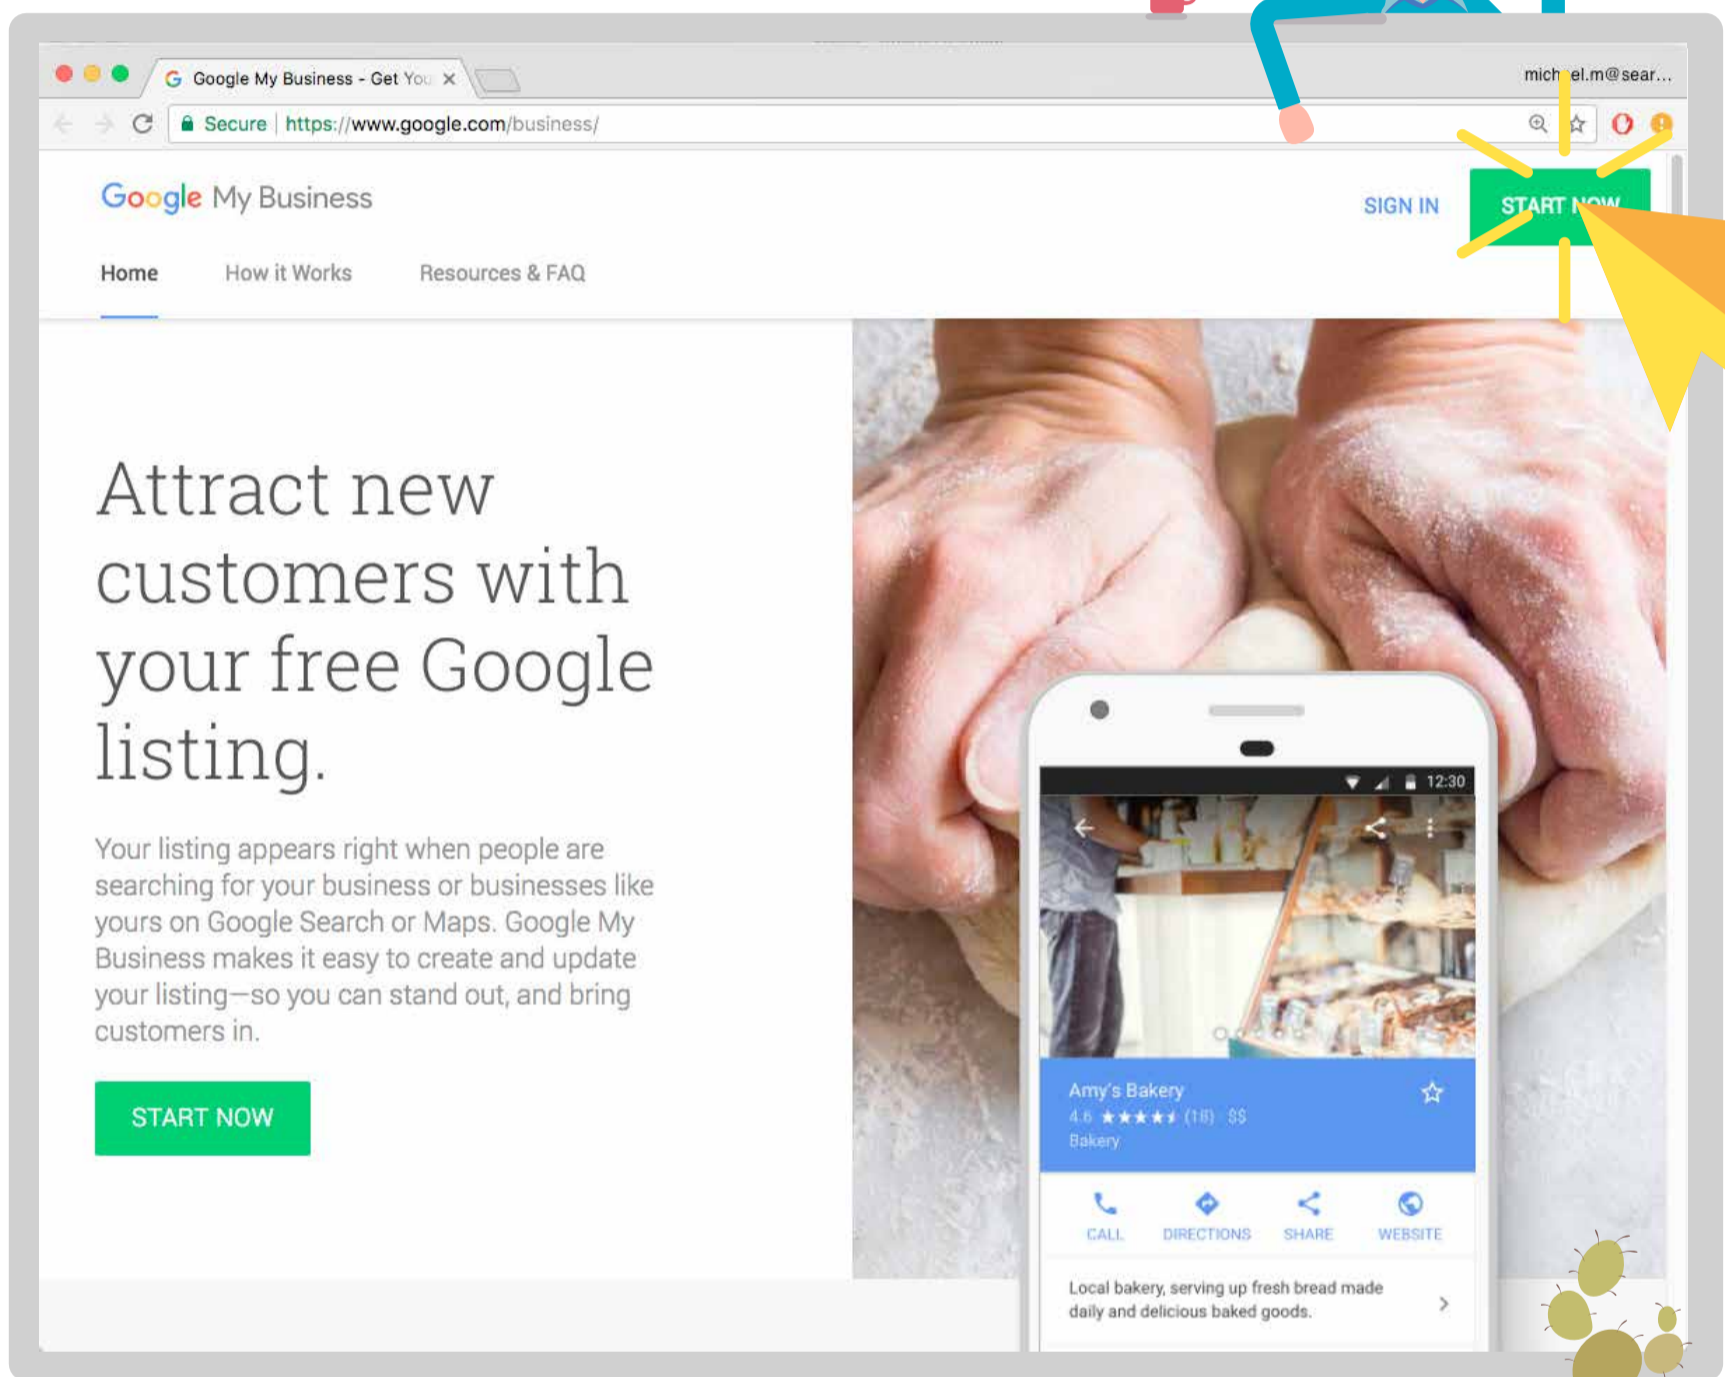 Google My Business - Get You
michael.m@sear...
Secure | https://www.google.com/business/
Google My Business
SIGN IN
START NOW
Home How it Works Resources & FAQ
Attract new
customers with
your free Google
listing.
Your listing appears right when people are
searching for your business or businesses like
yours on Google Search or Maps. Google My
Business makes it easy to create and update
your listing—so you can stand out, and bring
customers in.
START NOW
12:30
Amy's Bakery
4.6 ★★★★★ (18) $$
Bakery
CALL DIRECTIONS SHARE WEBSITE
Local bakery, serving up fresh bread made
daily and delicious baked goods.